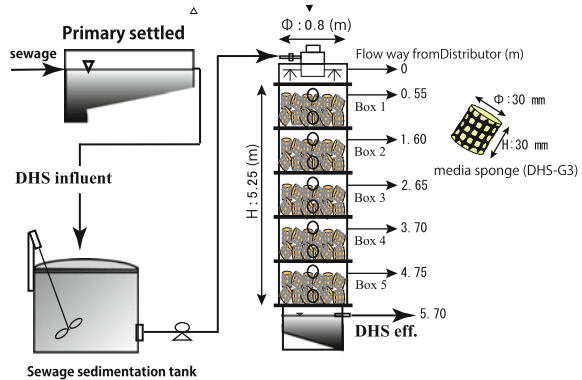 Primary settled
sewage
DHS influent
Sewage sedimentation tank
Φ:0.8 (m)
Flow way fromDistributor (m)
0
0.55
Box 1
1.60
Box 2
2.65
Box 3
3.70
Box 4
4.75
Box 5
5.70
DHS eff.
H:5.25 (m)
Φ:30 mm
H:30 mm
media sponge (DHS-G3)